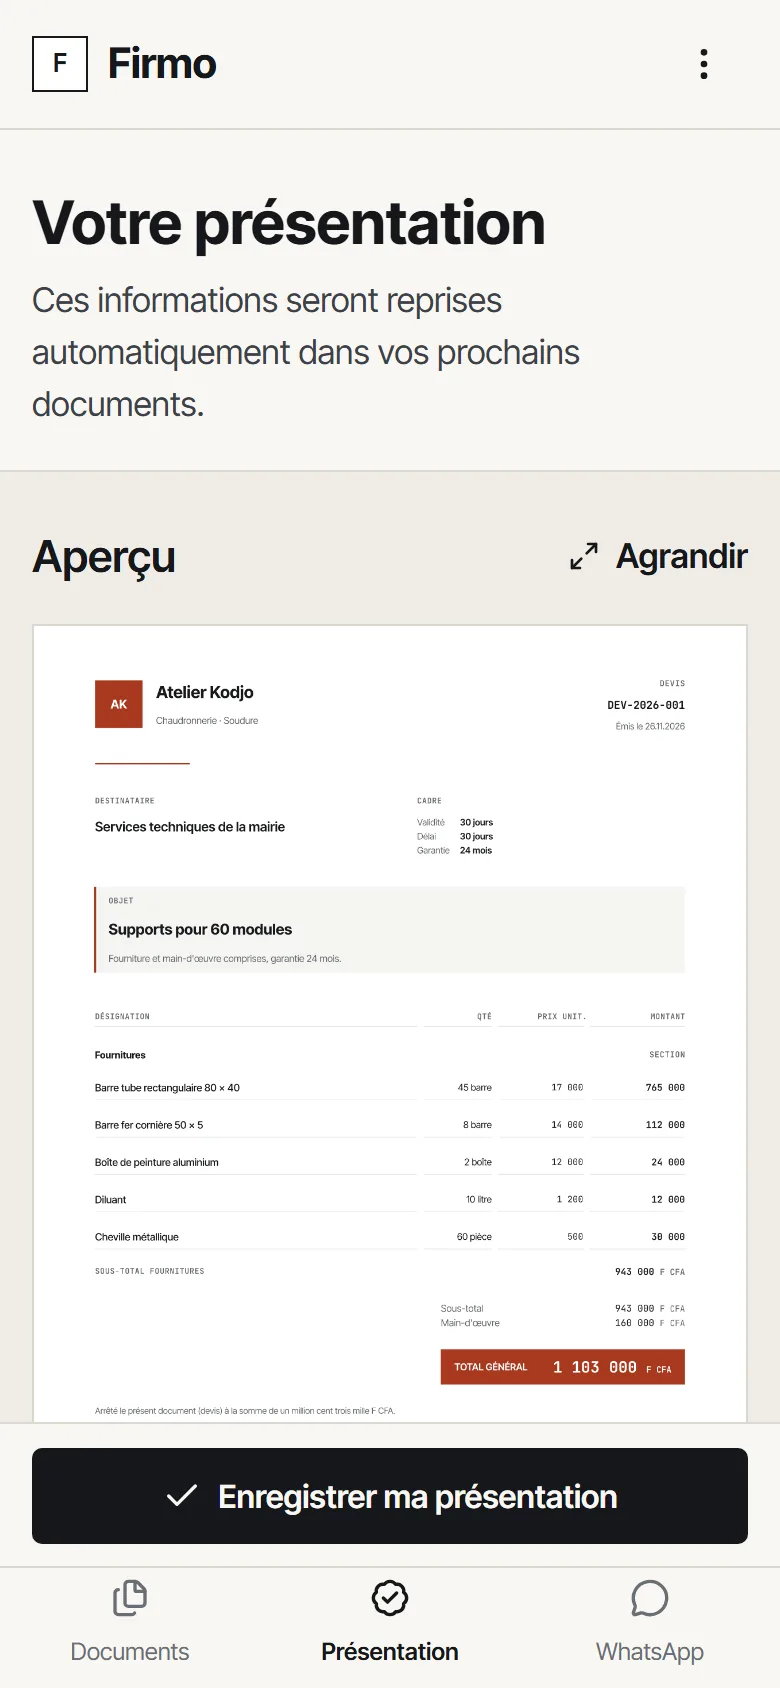 F
Firmo
Votre présentation
Ces informations seront reprises
automatiquement dans vos prochains
documents.
Aperçu
Agrandir
AK
Atelier Kodjo
Chaudronnerie · Soudure
DEVIS
DEV-2026-001
Émis le 26.11.2026
DESTINATAIRE
Services techniques de la mairie
CADRE
Validité 30 jours
Délai 30 jours
Garantie 24 mois
OBJET
Supports pour 60 modules
Fourniture et main-d'œuvre comprises, garantie 24 mois.
DÉSIGNATION QTÉ PRIX UNIT. MONTANT
Fournitures SECTION
Barre tube rectangulaire 80 × 40 45 barre 17 000 765 000
Barre fer cornière 50 × 5 8 barre 14 000 112 000
Boîte de peinture aluminium 2 boîte 12 000 24 000
Diluant 10 litre 1 200 12 000
Cheville métallique 60 pièce 500 30 000
SOUS-TOTAL FOURNITURES 943 000 F CFA
Sous-total 943 000 F CFA
Main-d'œuvre 160 000 F CFA
TOTAL GÉNÉRAL 1 103 000 F CFA
Arrêté le présent document (devis) à la somme de un million cent trois mille F CFA.
Enregistrer ma présentation
Documents
Présentation
WhatsApp